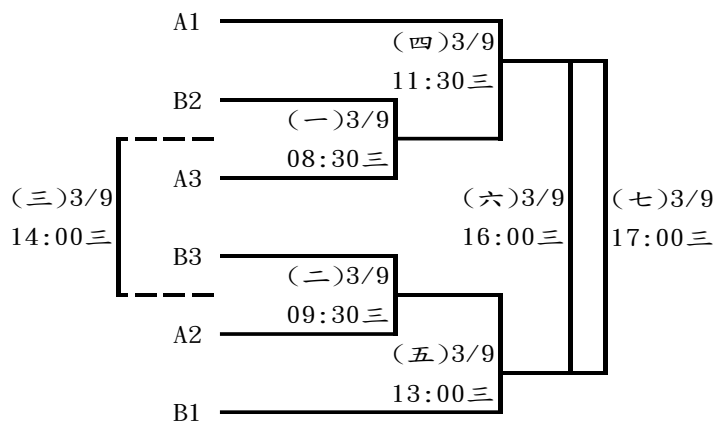 A1
(四)3/9
11:30三
B2
(一)3/9
08:30三
A3
(三)3/9
14:00三
(六)3/9
16:00三
(七)3/9
17:00三
B3
(二)3/9
09:30三
A2
(五)3/9
13:00三
B1